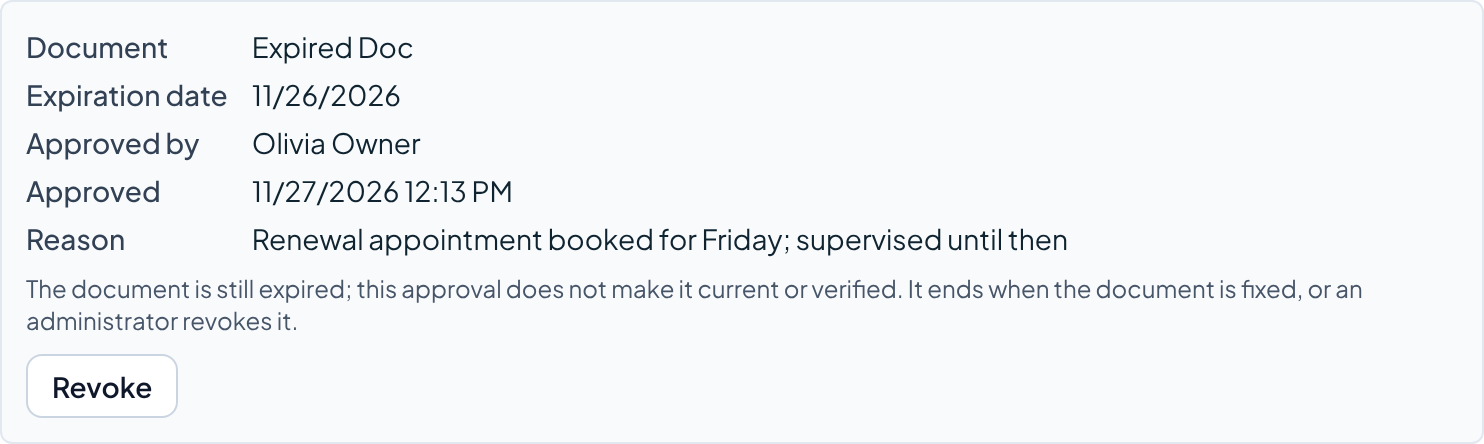 Document Expired Doc
Expiration date 11/26/2026
Approved by Olivia Owner
Approved 11/27/2026 12:13 PM
Reason Renewal appointment booked for Friday; supervised until then
The document is still expired; this approval does not make it current or verified. It ends when the document is fixed, or an
administrator revokes it.
Revoke